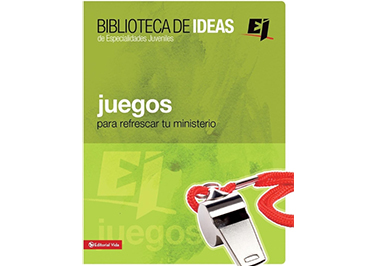 BIBLIOTECA DE IDEAS
de Especialidades Juveniles
EJ
juegos
para refrescar tu ministerio
EJ
juegos
Editorial Vida